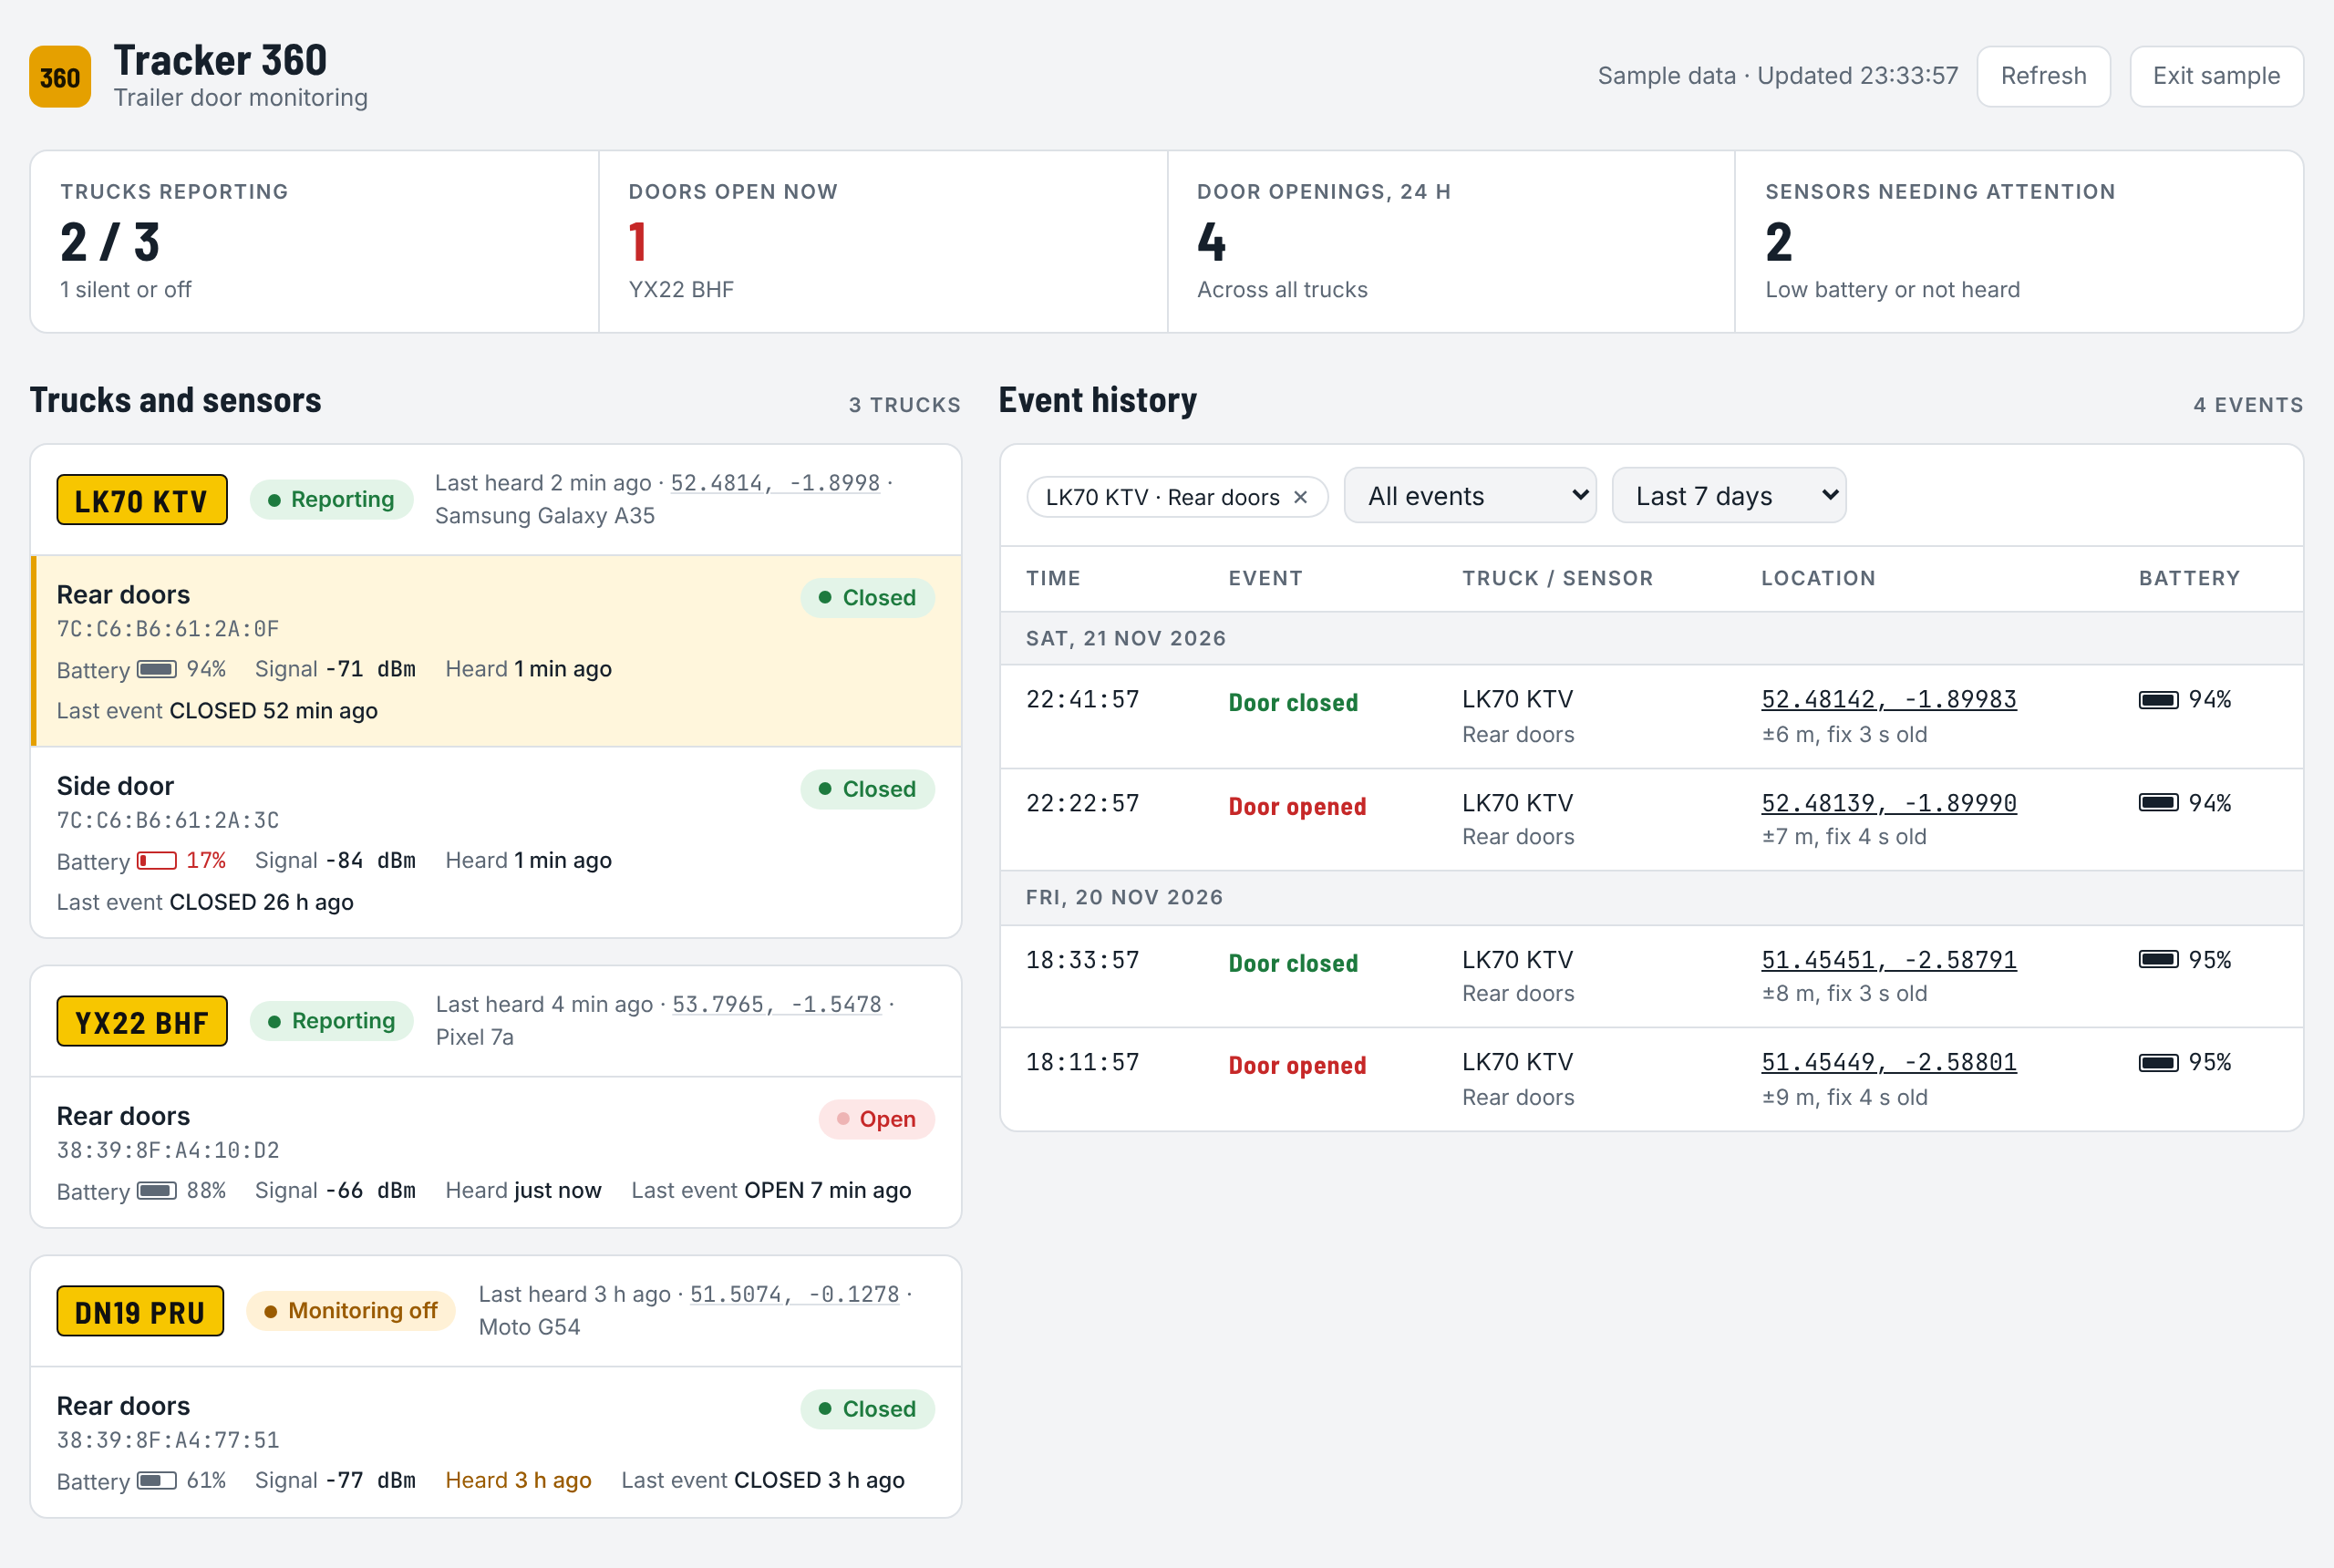 360
Tracker 360
Trailer door monitoring
Sample data · Updated 23:33:57
Refresh
Exit sample
TRUCKS REPORTING
2 / 3
1 silent or off
DOORS OPEN NOW
1
YX22 BHF
DOOR OPENINGS, 24 H
4
Across all trucks
SENSORS NEEDING ATTENTION
2
Low battery or not heard
Trucks and sensors
3 TRUCKS
LK70 KTV
Reporting
Last heard 2 min ago · 52.4814, -1.8998 ·
Samsung Galaxy A35
Rear doors
Closed
7C:C6:B6:61:2A:0F
Battery 94% Signal -71 dBm Heard 1 min ago
Last event CLOSED 52 min ago
Side door
Closed
7C:C6:B6:61:2A:3C
Battery 17% Signal -84 dBm Heard 1 min ago
Last event CLOSED 26 h ago
YX22 BHF
Reporting
Last heard 4 min ago · 53.7965, -1.5478 ·
Pixel 7a
Rear doors
Open
38:39:8F:A4:10:D2
Battery 88% Signal -66 dBm Heard just now Last event OPEN 7 min ago
DN19 PRU
Monitoring off
Last heard 3 h ago · 51.5074, -0.1278 ·
Moto G54
Rear doors
Closed
38:39:8F:A4:77:51
Battery 61% Signal -77 dBm Heard 3 h ago Last event CLOSED 3 h ago
Event history
4 EVENTS
LK70 KTV · Rear doors ✕
All events
Last 7 days
TIME EVENT TRUCK / SENSOR LOCATION BATTERY
SAT, 21 NOV 2026
22:41:57 Door closed LK70 KTV 52.48142, -1.89983 94%
Rear doors ±6 m, fix 3 s old
22:22:57 Door opened LK70 KTV 52.48139, -1.89990 94%
Rear doors ±7 m, fix 4 s old
FRI, 20 NOV 2026
18:33:57 Door closed LK70 KTV 51.45451, -2.58791 95%
Rear doors ±8 m, fix 3 s old
18:11:57 Door opened LK70 KTV 51.45449, -2.58801 95%
Rear doors ±9 m, fix 4 s old